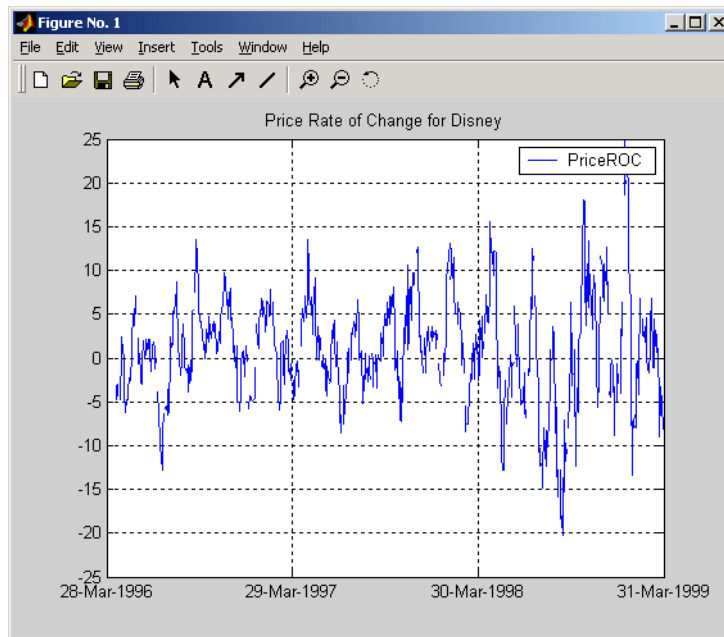 Figure No. 1
File Edit View Insert Tools Window Help
A
Price Rate of Change for Disney
PriceROC
25
20
15
10
5
0
-5
-10
-15
-20
-25
28-Mar-1996 29-Mar-1997 30-Mar-1998 31-Mar-1999